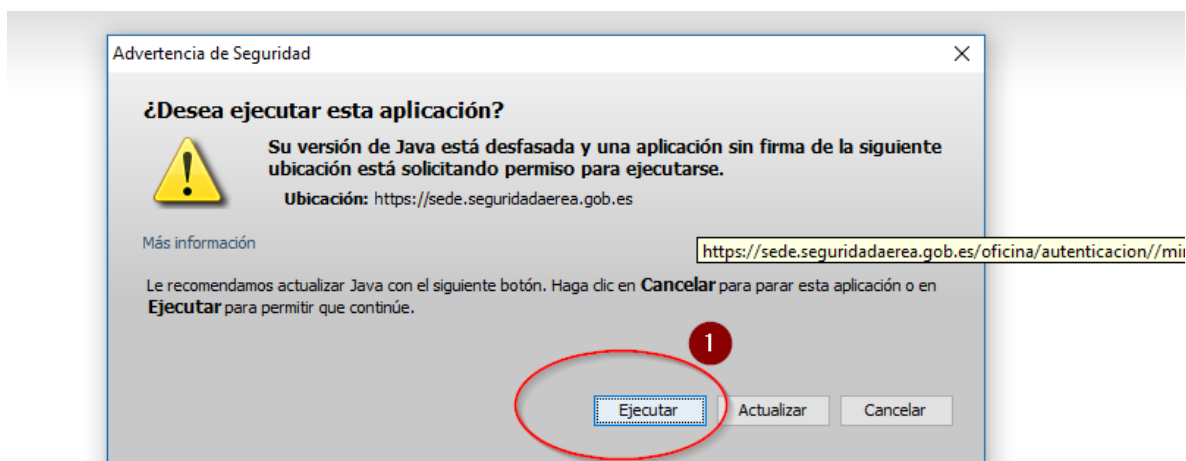 Advertencia de Seguridad
¿Desea ejecutar esta aplicación?
Su versión de Java está desfasada y una aplicación sin firma de la siguiente
ubicación está solicitando permiso para ejecutarse.
Ubicación: https://sede.seguridadaerea.gob.es
Más información
https://sede.seguridadaerea.gob.es/oficina/autenticacion//mi
Le recomendamos actualizar Java con el siguiente botón. Haga clic en Cancelar para parar esta aplicación o en
Ejecutar para permitir que continúe.
1
Ejecutar Actualizar Cancelar